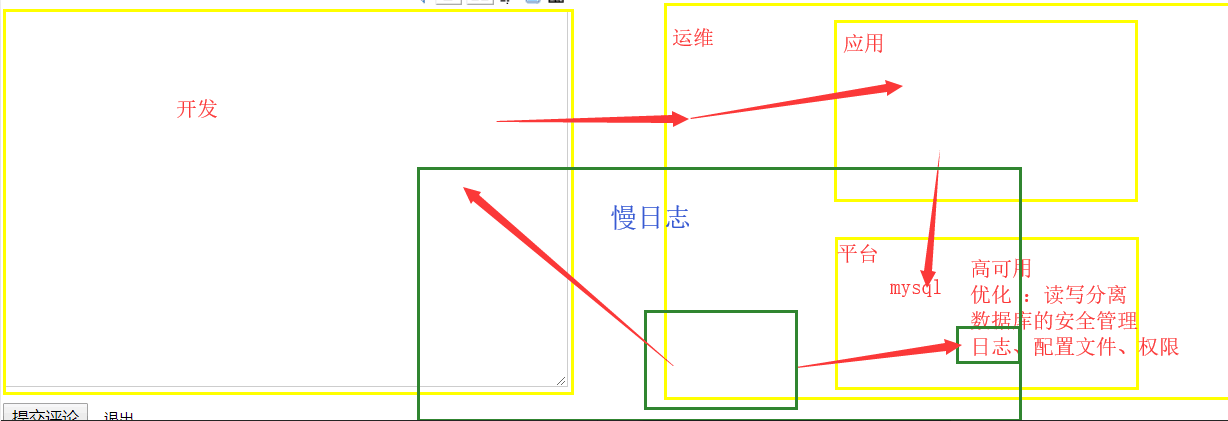 运维
应用
开发
慢日志
平台
mysql
高可用
优化 ：读写分离
数据库的安全管理
日志、配置文件、权限
提交评论
退出